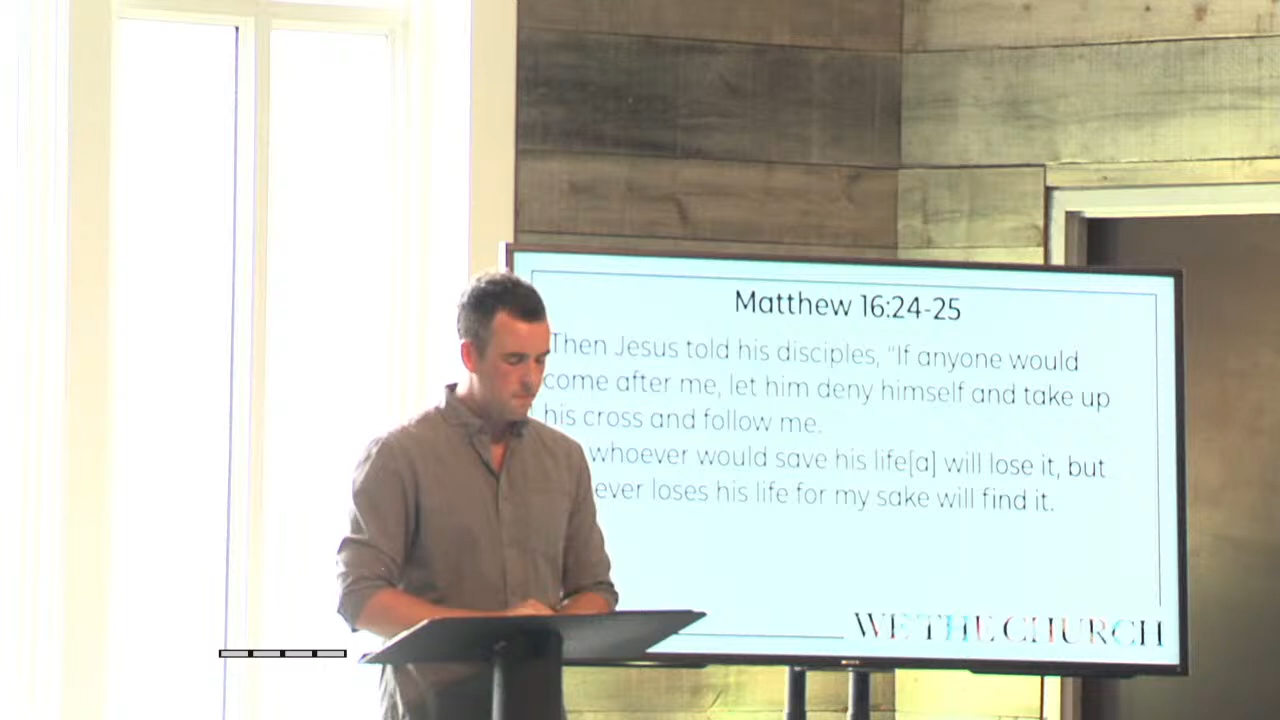 Matthew 16:24-25
Then Jesus told his disciples, “If anyone would
come after me, let him deny himself and take up
his cross and follow me.
whoever would save his life[a] will lose it, but
ever loses his life for my sake will find it.
WE THE CHURCH